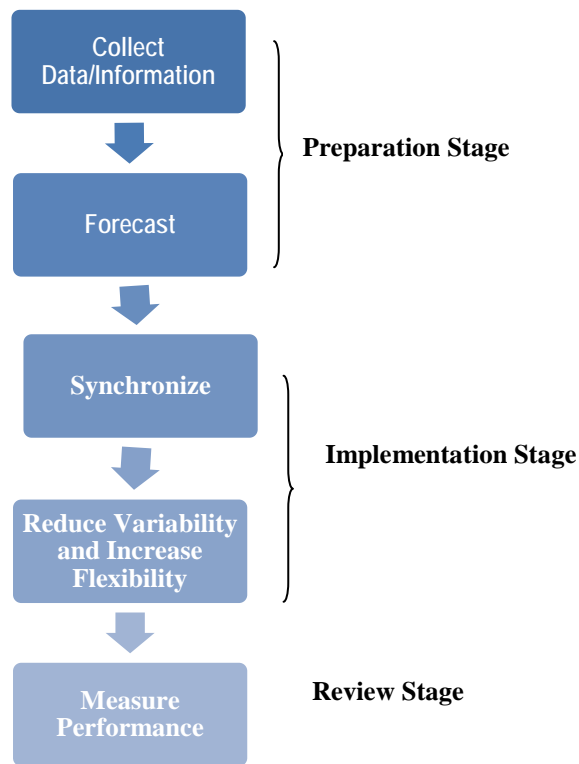 Collect
Data/Information
Preparation Stage
Forecast
Synchronize
Implementation Stage
Reduce Variability
and Increase
Flexibility
Measure
Performance
Review Stage